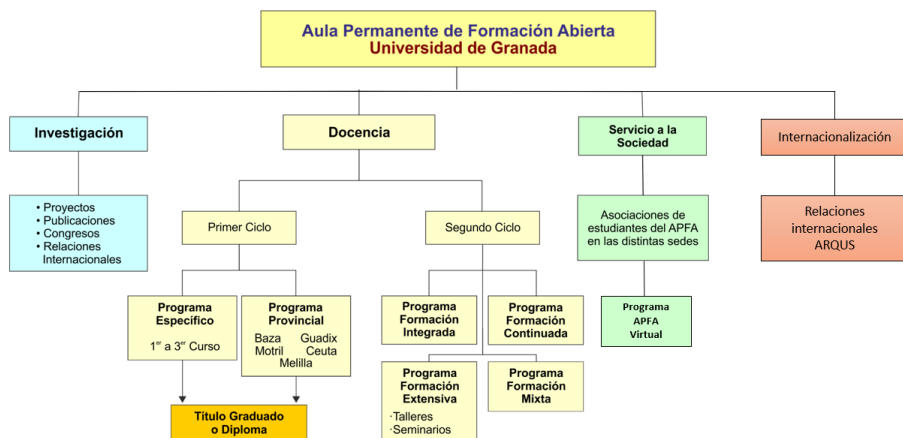 Aula Permanente de Formación Abierta
Universidad de Granada
Investigación
Docencia
Servicio a la
Sociedad
Internacionalización
• Proyectos
• Publicaciones
• Congresos
• Relaciones
Internacionales
Primer Ciclo
Segundo Ciclo
Asociaciones de
estudiantes del APFA
en las distintas sedes
Relaciones
internacionales
ARQUS
Programa
Específico
1er a 3er Curso
Programa
Provincial
Baza Guadix
Motril Ceuta
Melilla
Programa
Formación
Integrada
Programa
Formación
Continuada
Programa
APFA
Virtual
Programa
Formación
Extensiva
·Talleres
·Seminarios
Programa
Formación
Mixta
Título Graduado
o Diploma